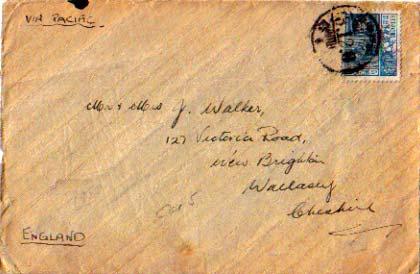 VIA PACIFIC
Mr & Mrs J. Walker,
127 Victoria Road,
New Brighton
Wallasey
Cheshire
ENGLAND